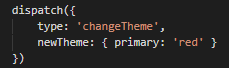 dispatch({
    type: 'changeTheme',
    newTheme: { primary: 'red' }
})